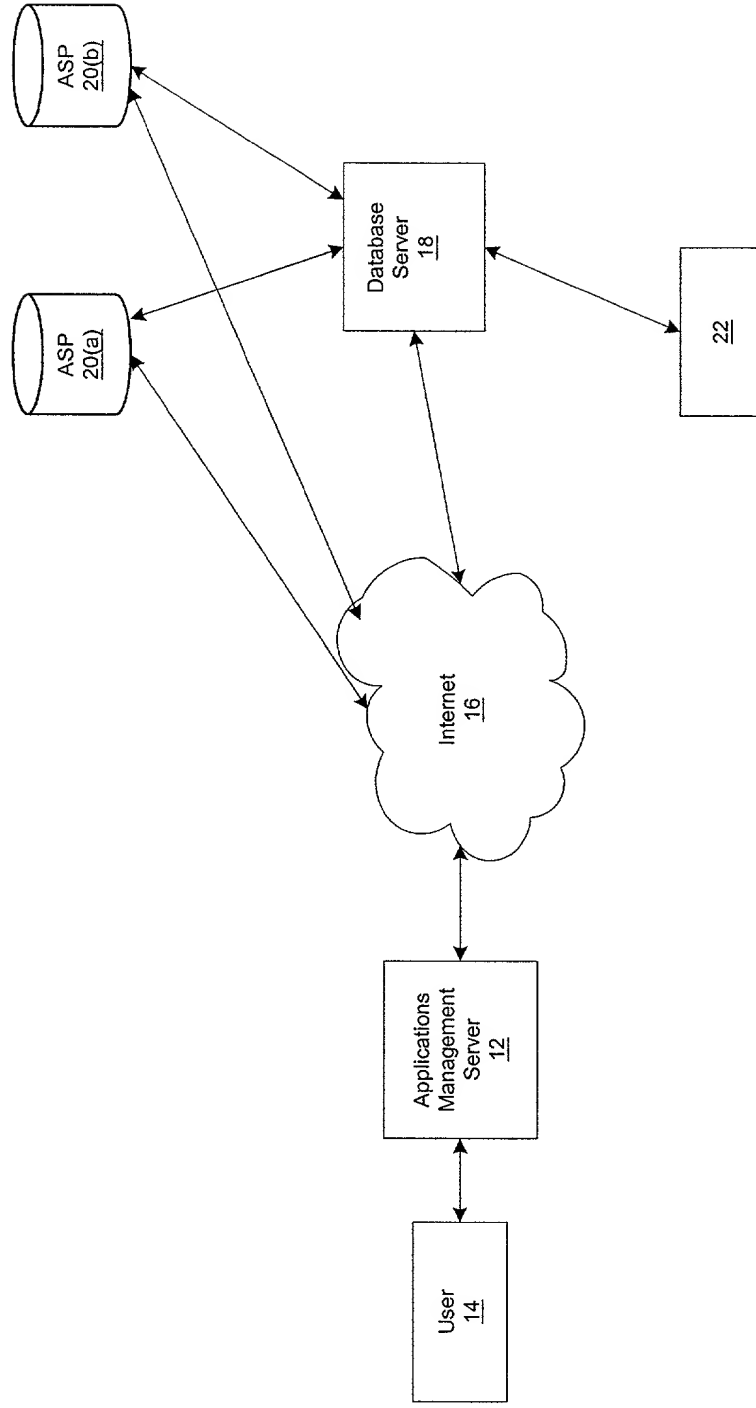 ASP
20(a)
ASP
20(b)
User
14
Applications
Management
Server
12
Internet
16
Database
Server
18
22